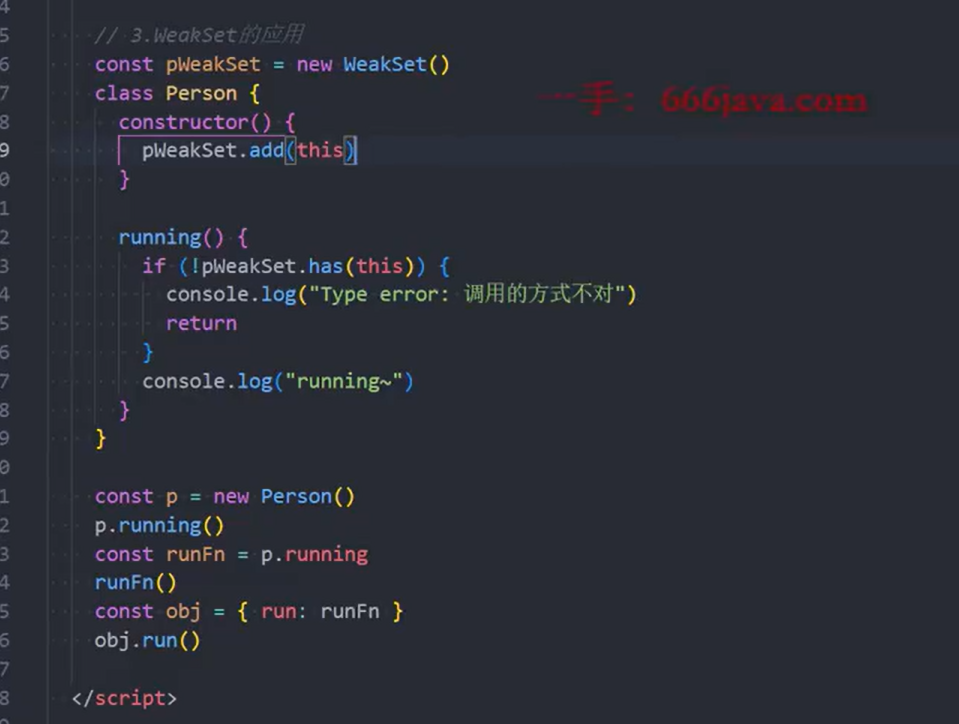 4
5 // 3.WeakSet的应用
6 const pWeakSet = new WeakSet()
7 class Person {
一手：666java.com
8 constructor() {
9 pWeakSet.add(this)
0 }
1
2 running() {
3 if (!pWeakSet.has(this)) {
4 console.log("Type error: 调用的方式不对")
5 return
6 }
7 console.log("running~")
8 }
9 }
0
1 const p = new Person()
2 p.running()
3 const runFn = p.running
4 runFn()
5 const obj = { run: runFn }
6 obj.run()
7
8 </script>